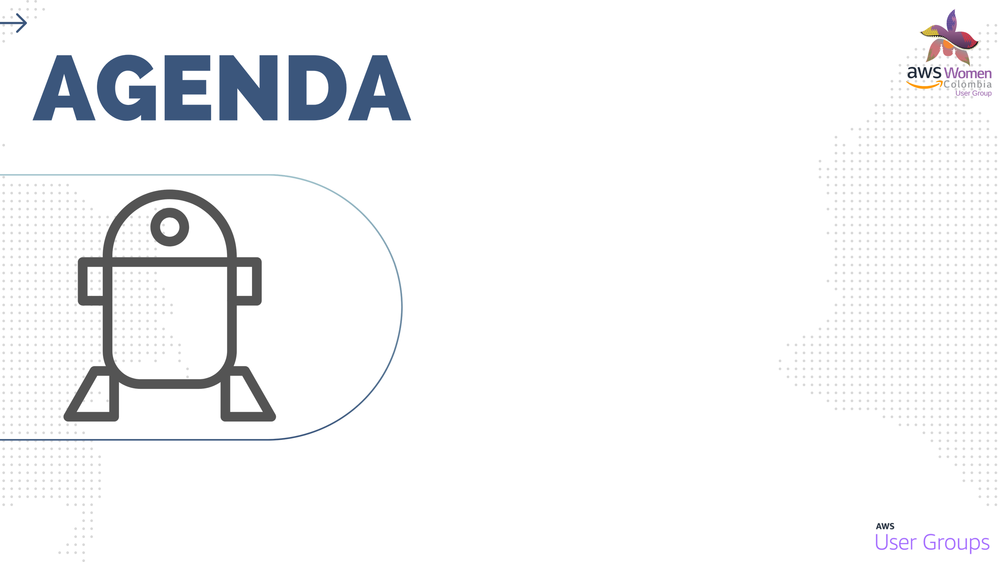 AGENDA
aws Women
Colombia
User Group
AWS
User Groups